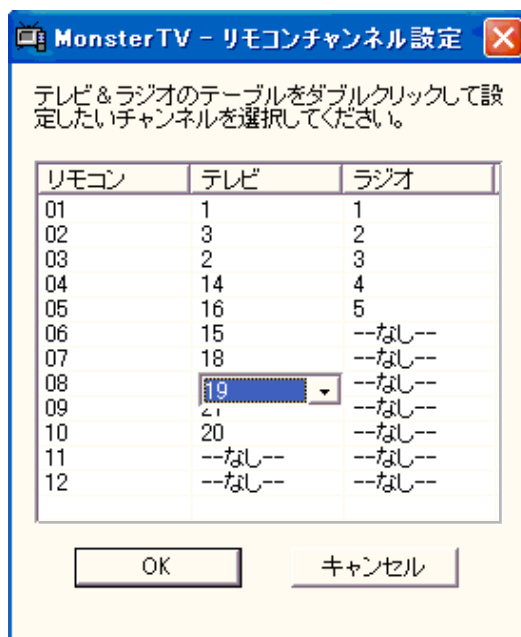 MonsterTV - リモコンチャンネル設定
テレビ&ラジオのテーブルをダブルクリックして設
定したいチャンネルを選択してください。
リモコン テレビ ラジオ
01 1 1
02 3 2
03 2 3
04 14 4
05 16 5
06 15 --なし--
07 18 --なし--
08 19 --なし--
09 21 --なし--
10 20 --なし--
11 --なし-- --なし--
12 --なし-- --なし--
OK キャンセル